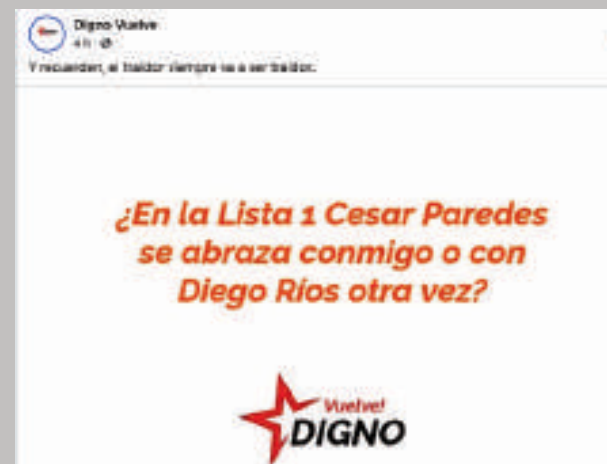 Digno Vuelve
4 h
Y recuerden, el traidor siempre va a ser traidor.
¿En la Lista 1 Cesar Paredes
se abraza conmigo o con
Diego Ríos otra vez?
Vuelve!
DIGNO